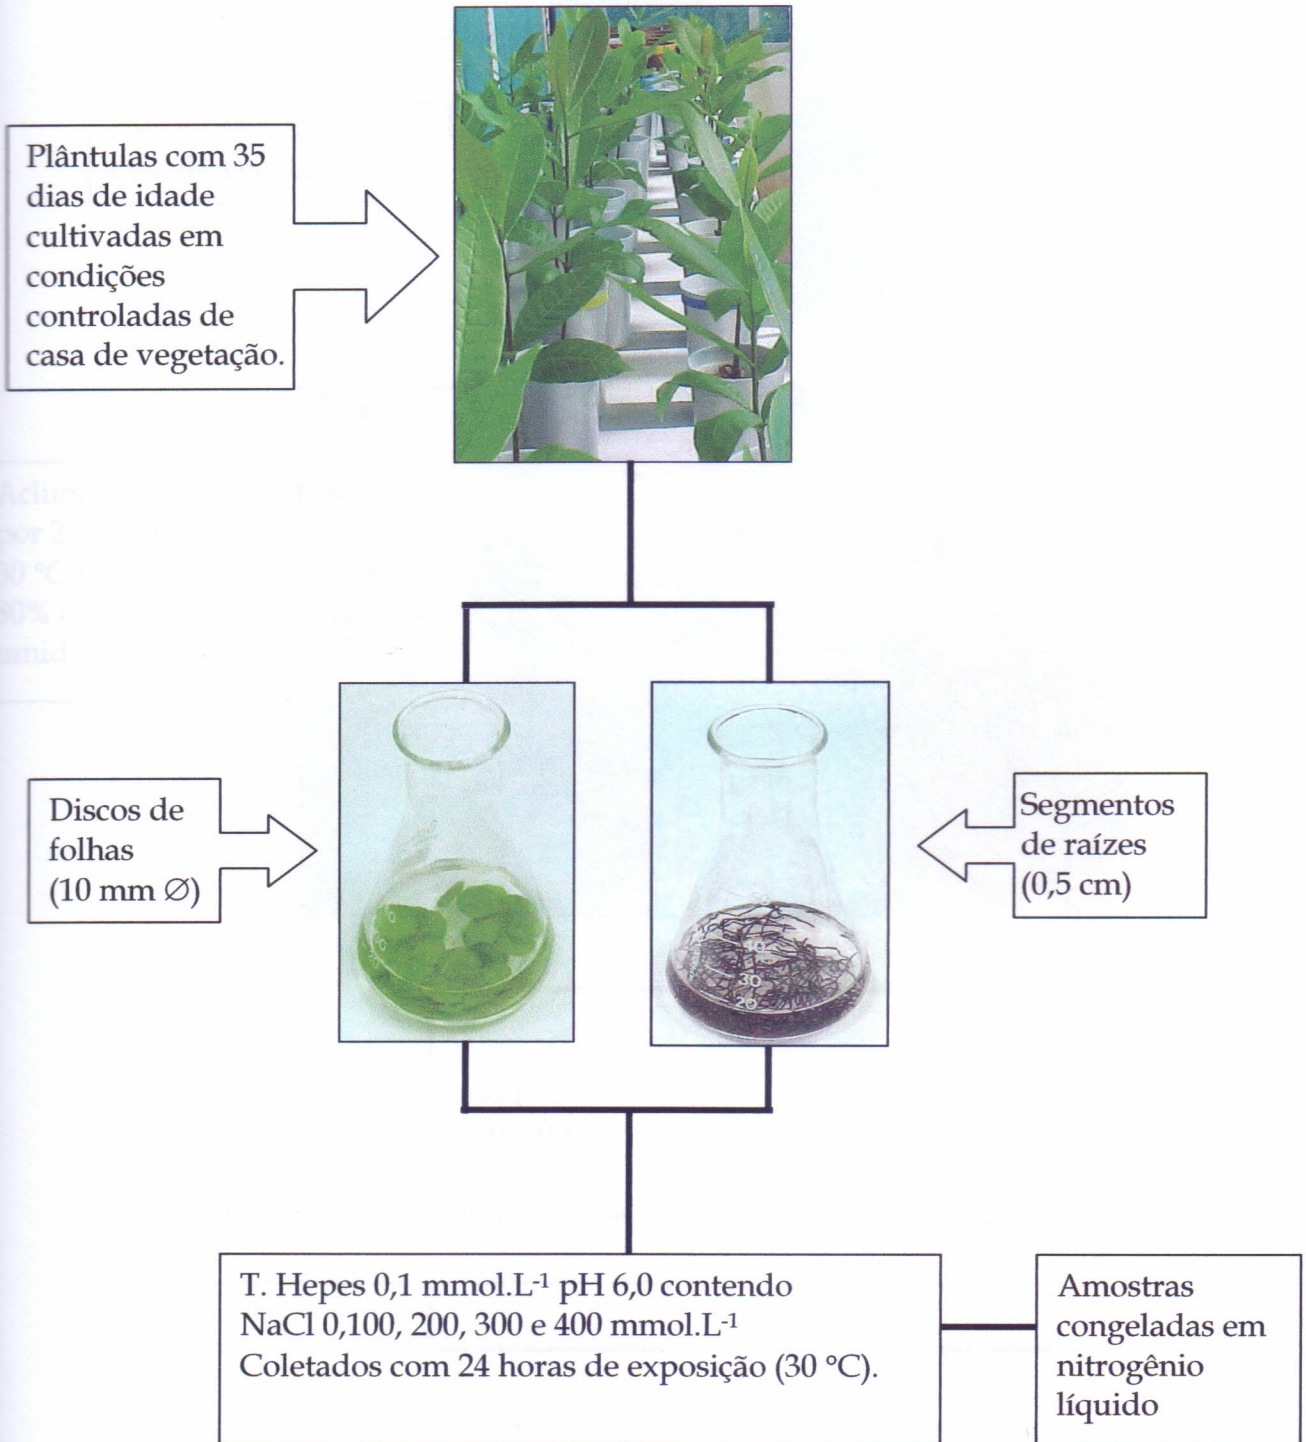 Plântulas com 35
dias de idade
cultivadas em
condições
controladas de
casa de vegetação.
Discos de
folhas
(10 mm Ø)
Segmentos
de raízes
(0,5 cm)
30
20
T. Hepes 0,1 mmol.L⁻¹ pH 6,0 contendo
NaCl 0,100, 200, 300 e 400 mmol.L⁻¹
Coletados com 24 horas de exposição (30 °C).
Amostras
congeladas em
nitrogênio
líquido